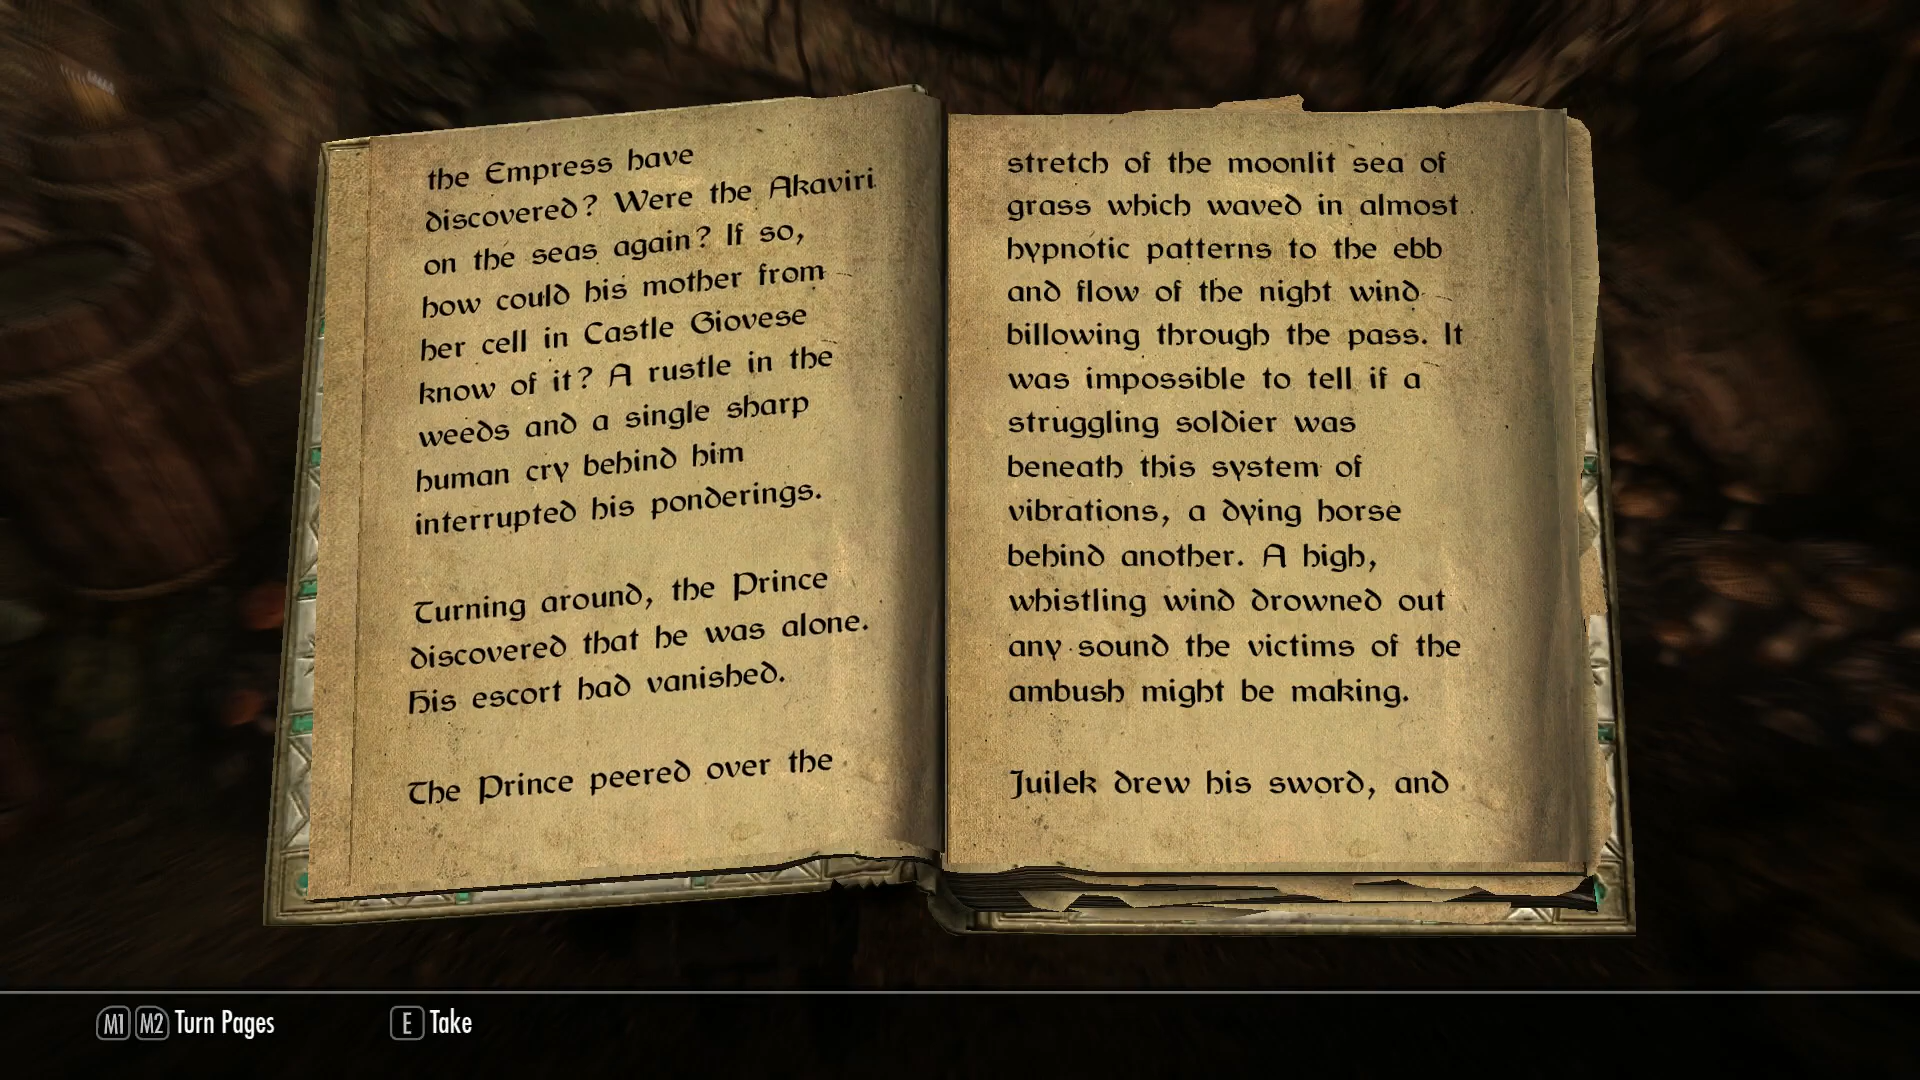 the Empress have
discovered? Were the Akaviri
on the seas again? If so,
how could his mother from
her cell in Castle Giovese
know of it? A rustle in the
weeds and a single sharp
human cry behind him
interrupted his ponderings.
Turning around, the Prince
discovered that he was alone.
His escort had vanished.
The Prince peered over the
stretch of the moonlit sea of
grass which waved in almost
hypnotic patterns to the ebb
and flow of the night wind
billowing through the pass. It
was impossible to tell if a
struggling soldier was
beneath this system of
vibrations, a dying horse
behind another. A high,
whistling wind drowned out
any sound the victims of the
ambush might be making.
Juilek drew his sword, and
M1 M2 Turn Pages
E Take